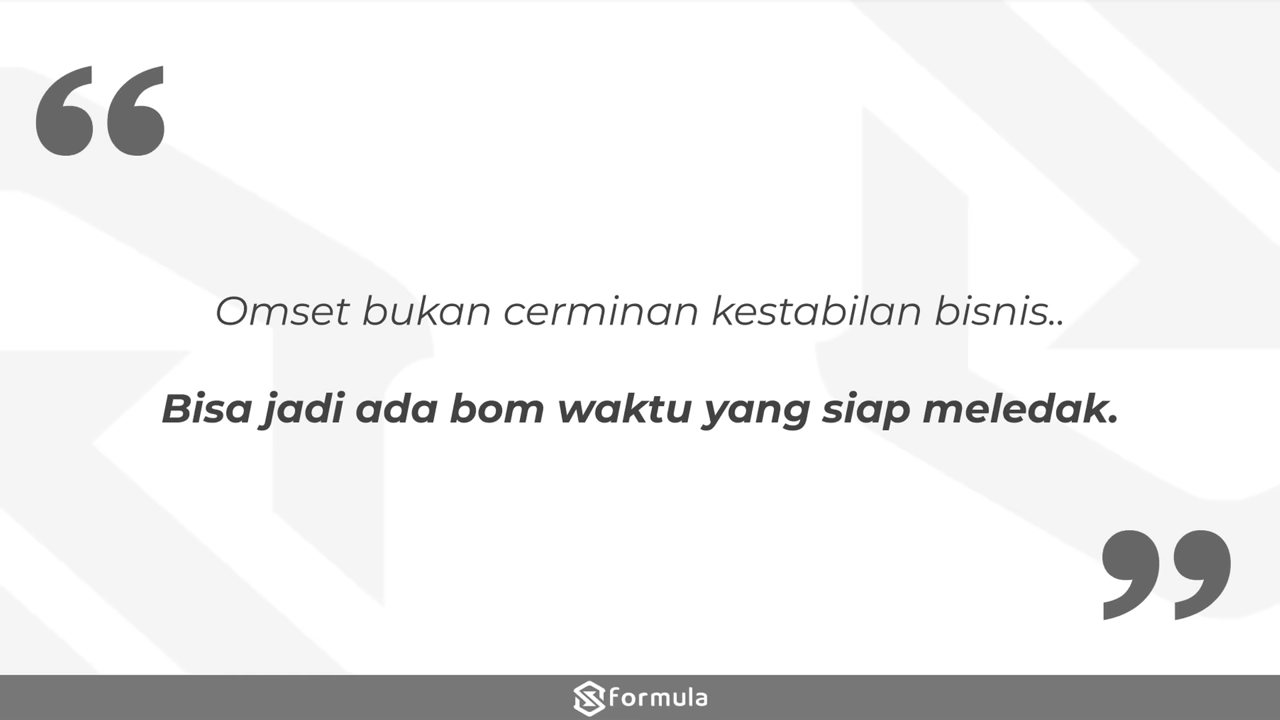 “
Omset bukan cerminan kestabilan bisnis..
Bisa jadi ada bom waktu yang siap meledak.
”
formula